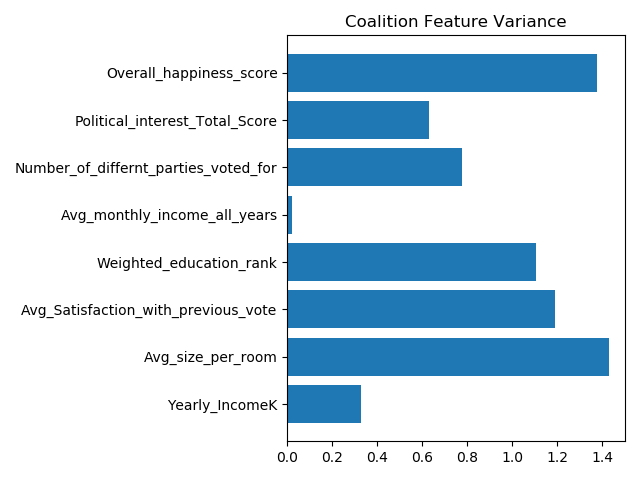 Coalition Feature Variance
Overall_happiness_score
Political_interest_Total_Score
Number_of_differnt_parties_voted_for
Avg_monthly_income_all_years
Weighted_education_rank
Avg_Satisfaction_with_previous_vote
Avg_size_per_room
Yearly_IncomeK
0.0 0.2 0.4 0.6 0.8 1.0 1.2 1.4